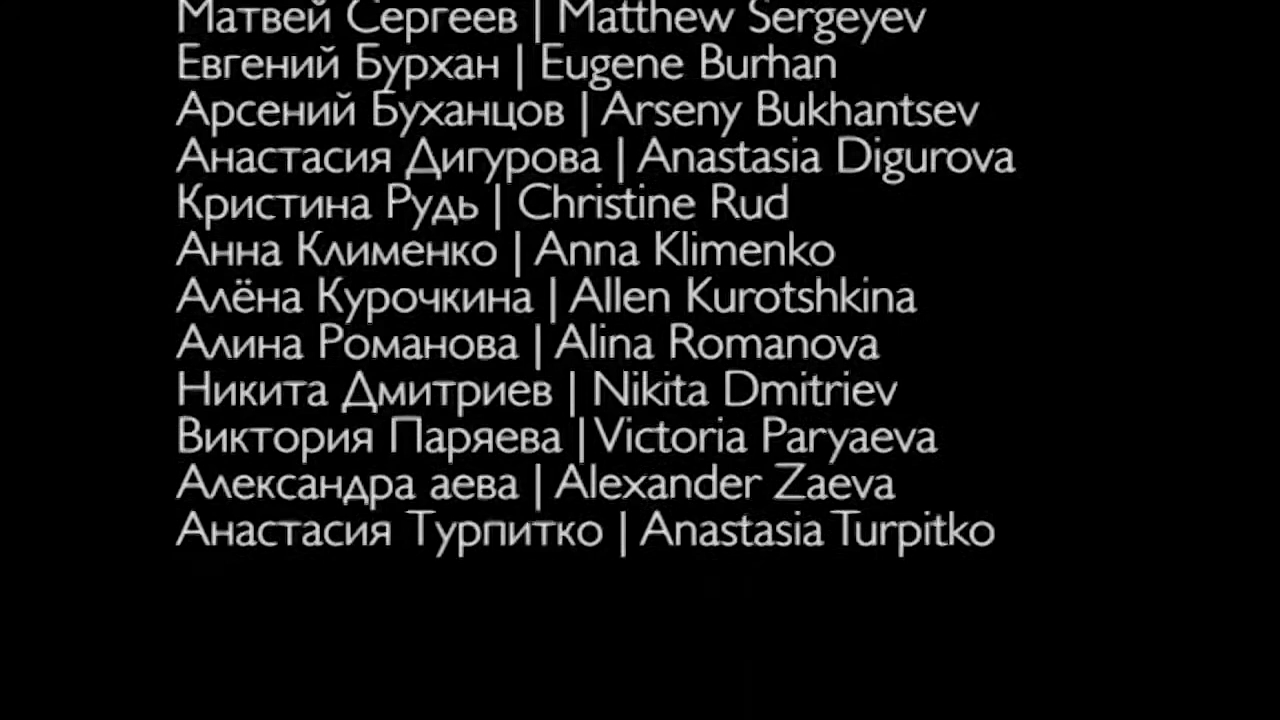 Матвей Сергеев | Matthew Sergeyev
Евгений Бурхан | Eugene Burhan
Арсений Буханцов | Arseny Bukhantsev
Анастасия Дигурова | Anastasia Digurova
Кристина Рудь | Christine Rud
Анна Клименко | Anna Klimenko
Алёна Курочкина | Allen Kurotshkina
Алина Романова | Alina Romanova
Никита Дмитриев | Nikita Dmitriev
Виктория Паряева | Victoria Paryaeva
Александра аева | Alexander Zaeva
Анастасия Турпитко | Anastasia Turpitko